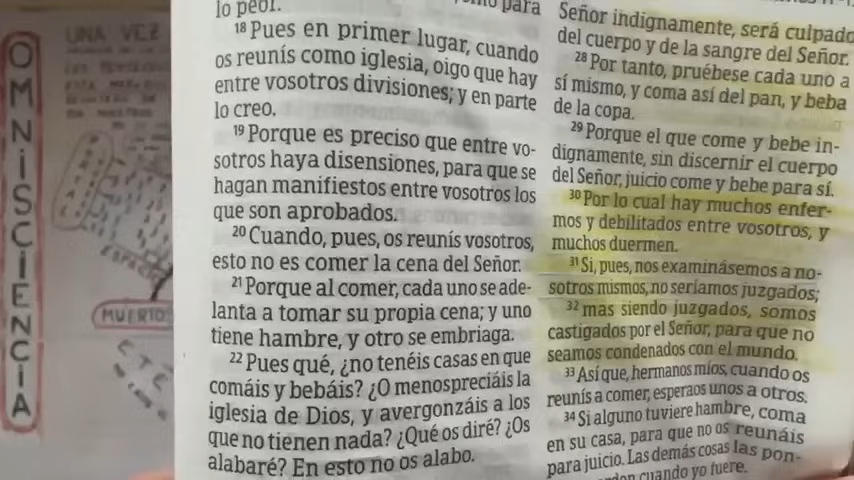 OMNiSCiENCiA
UNA VEZ
PORTAL
ESPACIO
MUERTO
lo peor.
18 Pues en primer lugar, cuando
os reunís como iglesia, oigo que hay
entre vosotros divisiones; y en parte
lo creo.
19 Porque es preciso que entre vo-
sotros haya disensiones, para que se
hagan manifiestos entre vosotros los
que son aprobados.
20 Cuando, pues, os reunís vosotros,
esto no es comer la cena del Señor.
21 Porque al comer, cada uno se ade-
lanta a tomar su propia cena; y uno
tiene hambre, y otro se embriaga.
22 Pues qué, ¿no tenéis casas en que
comáis y bebáis? ¿O menospreciáis la
iglesia de Dios, y avergonzáis a los
que no tienen nada? ¿Qué os diré? ¿Os
alabaré? En esto no os alabo.
para
Señor indignamente, será culpado
del cuerpo y de la sangre del Señor.
28 Por tanto, pruébese cada uno a
sí mismo, y coma así del pan, y beba
de la copa.
29 Porque el que come y bebe in-
dignamente, sin discernir el cuerpo
del Señor, juicio come y bebe para sí.
30 Por lo cual hay muchos enfer-
mos y debilitados entre vosotros, y
muchos duermen.
31 Si, pues, nos examinásemos a no-
sotros mismos, no seríamos juzgados;
32 mas siendo juzgados, somos
castigados por el Señor, para que no
seamos condenados con el mundo.
33 Así que, hermanos míos, cuando os
reunís a comer, esperaos unos a otros.
34 Si alguno tuviere hambre, coma
en su casa, para que no os reunáis
para juicio. Las demás cosas las pon-
cuando yo fuere.